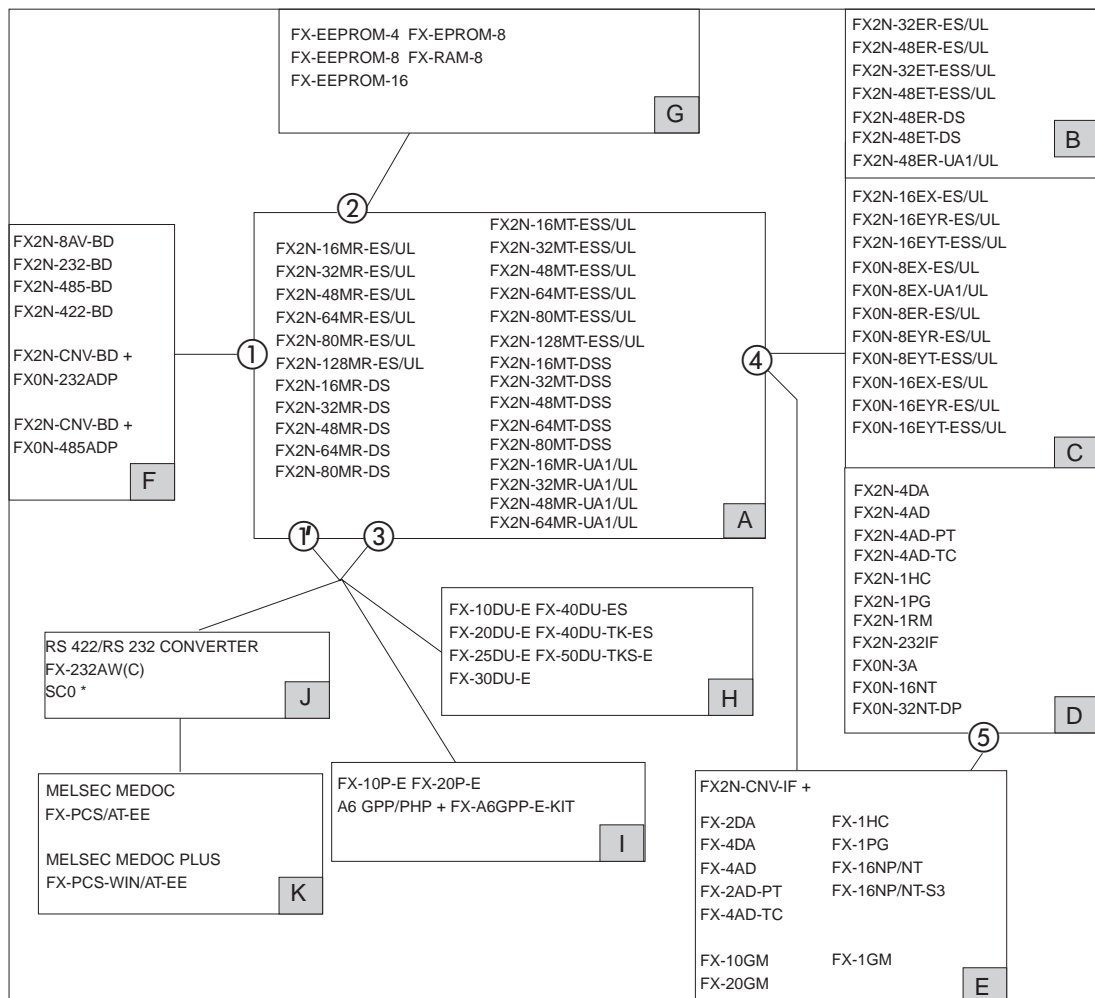 FX-EEPROM-4 FX-EPROM-8
FX-EEPROM-8 FX-RAM-8
FX-EEPROM-16
G
FX2N-32ER-ES/UL
FX2N-48ER-ES/UL
FX2N-32ET-ESS/UL
FX2N-48ET-ESS/UL
FX2N-48ER-DS
FX2N-48ET-DS
FX2N-48ER-UA1/UL
B
FX2N-16EX-ES/UL
FX2N-16EYR-ES/UL
FX2N-16EYT-ESS/UL
FX0N-8EX-ES/UL
FX0N-8EX-UA1/UL
FX0N-8ER-ES/UL
FX0N-8EYR-ES/UL
FX0N-8EYT-ESS/UL
FX0N-16EX-ES/UL
FX0N-16EYR-ES/UL
FX0N-16EYT-ESS/UL
C
2
FX2N-8AV-BD
FX2N-232-BD
FX2N-485-BD
FX2N-422-BD
FX2N-CNV-BD +
FX0N-232ADP
FX2N-CNV-BD +
FX0N-485ADP
F
1
FX2N-16MR-ES/UL
FX2N-32MR-ES/UL
FX2N-48MR-ES/UL
FX2N-64MR-ES/UL
FX2N-80MR-ES/UL
FX2N-128MR-ES/UL
FX2N-16MR-DS
FX2N-32MR-DS
FX2N-48MR-DS
FX2N-64MR-DS
FX2N-80MR-DS
FX2N-16MT-ESS/UL
FX2N-32MT-ESS/UL
FX2N-48MT-ESS/UL
FX2N-64MT-ESS/UL
FX2N-80MT-ESS/UL
FX2N-128MT-ESS/UL
FX2N-16MT-DSS
FX2N-32MT-DSS
FX2N-48MT-DSS
FX2N-64MT-DSS
FX2N-80MT-DSS
FX2N-16MR-UA1/UL
FX2N-32MR-UA1/UL
FX2N-48MR-UA1/UL
FX2N-64MR-UA1/UL
A
4
1'
3
FX2N-4DA
FX2N-4AD
FX2N-4AD-PT
FX2N-4AD-TC
FX2N-1HC
FX2N-1PG
FX2N-1RM
FX2N-232IF
FX0N-3A
FX0N-16NT
FX0N-32NT-DP
D
5
RS 422/RS 232 CONVERTER
FX-232AW(C)
SC0 *
J
FX-10DU-E FX-40DU-ES
FX-20DU-E FX-40DU-TK-ES
FX-25DU-E FX-50DU-TKS-E
FX-30DU-E
H
MELSEC MEDOC
FX-PCS/AT-EE
MELSEC MEDOC PLUS
FX-PCS-WIN/AT-EE
K
FX-10P-E FX-20P-E
A6 GPP/PHP + FX-A6GPP-E-KIT
I
FX2N-CNV-IF +
FX-2DA FX-1HC
FX-4DA FX-1PG
FX-4AD FX-16NP/NT
FX-2AD-PT FX-16NP/NT-S3
FX-4AD-TC
FX-10GM FX-1GM
FX-20GM
E